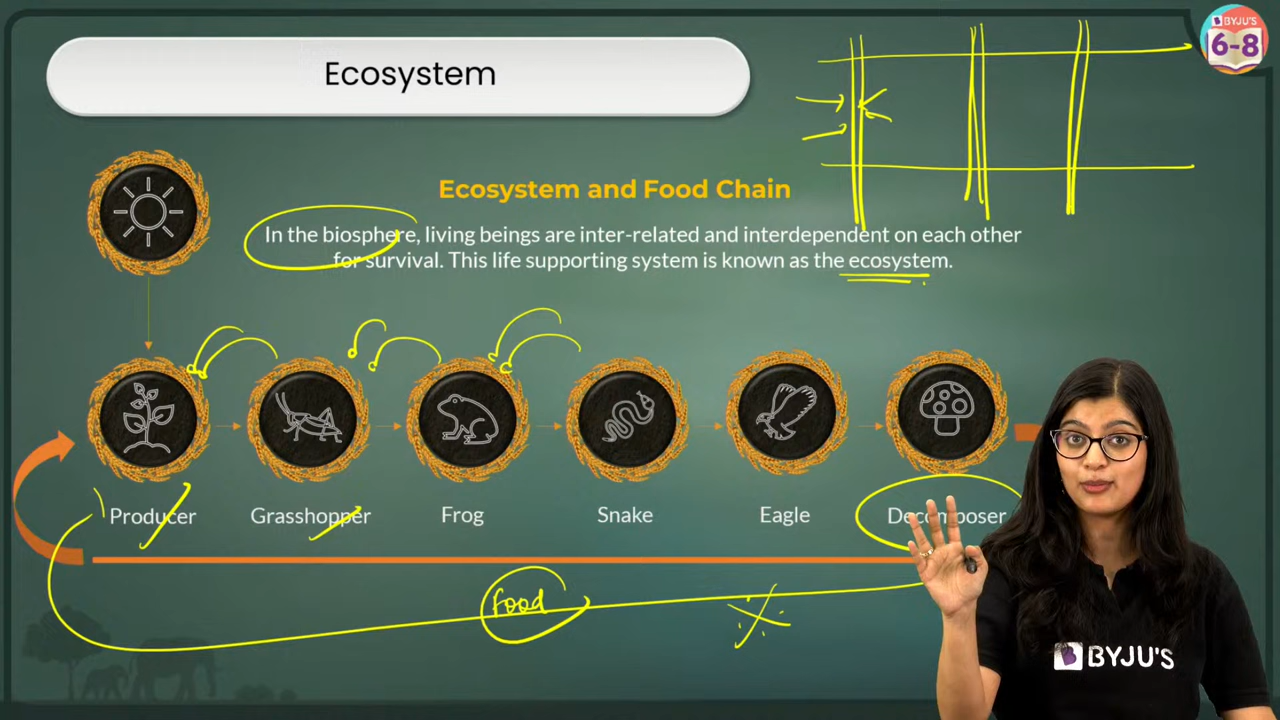 BYJU'S
6-8
Ecosystem
Ecosystem and Food Chain
In the biosphere, living beings are inter-related and interdependent on each other
for survival. This life supporting system is known as the ecosystem.
Producer
Grasshopper
Frog
Snake
Eagle
Decomposer
food
BYJU'S